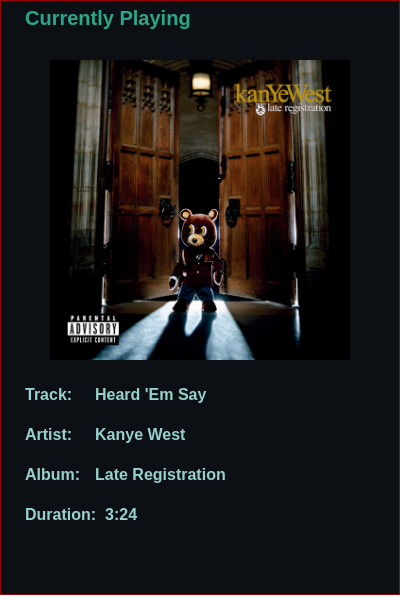 Currently Playing
kanYeWest
late registration
PARENTAL
ADVISORY
EXPLICIT CONTENT
Track: Heard 'Em Say
Artist: Kanye West
Album: Late Registration
Duration: 3:24